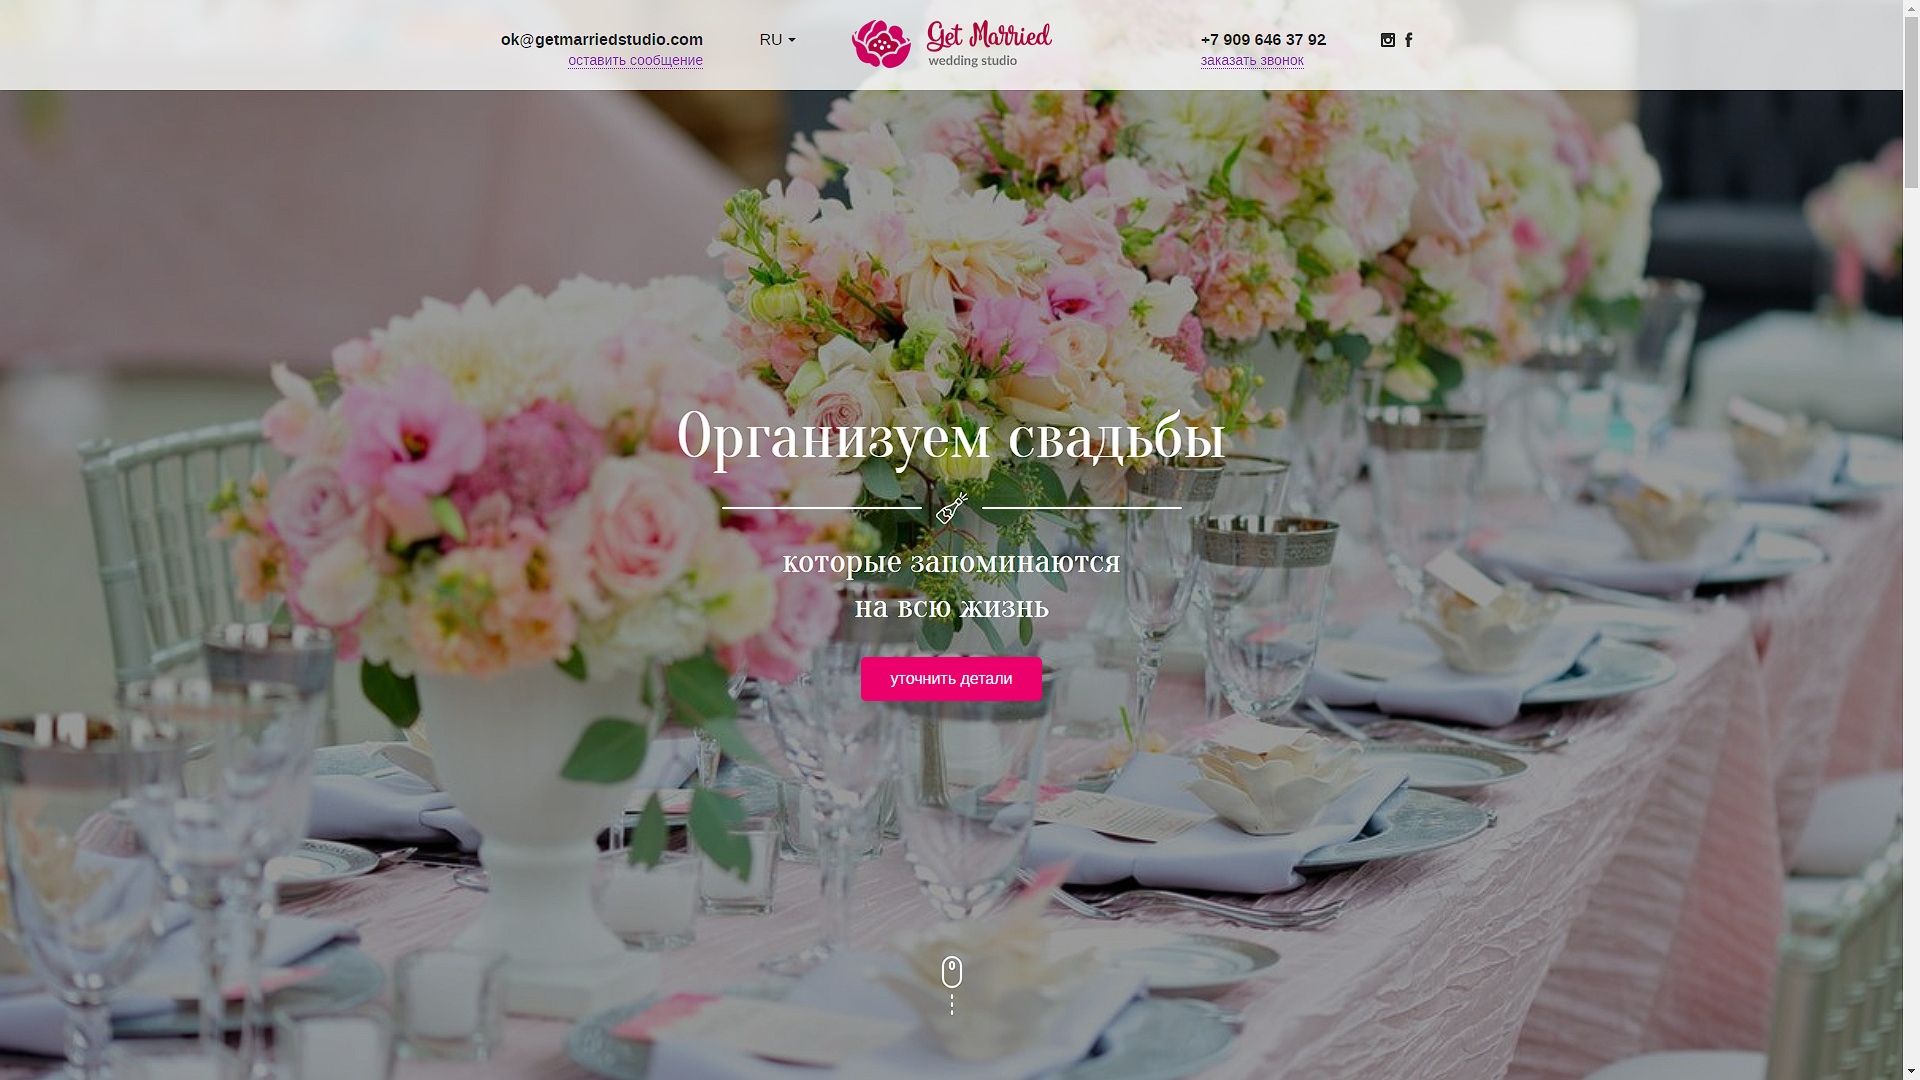 ok@getmarriedstudio.com
оставить сообщение
RU
Get Married
wedding studio
+7 909 646 37 92
заказать звонок
Организуем свадьбы
которые запоминаются
на всю жизнь
уточнить детали